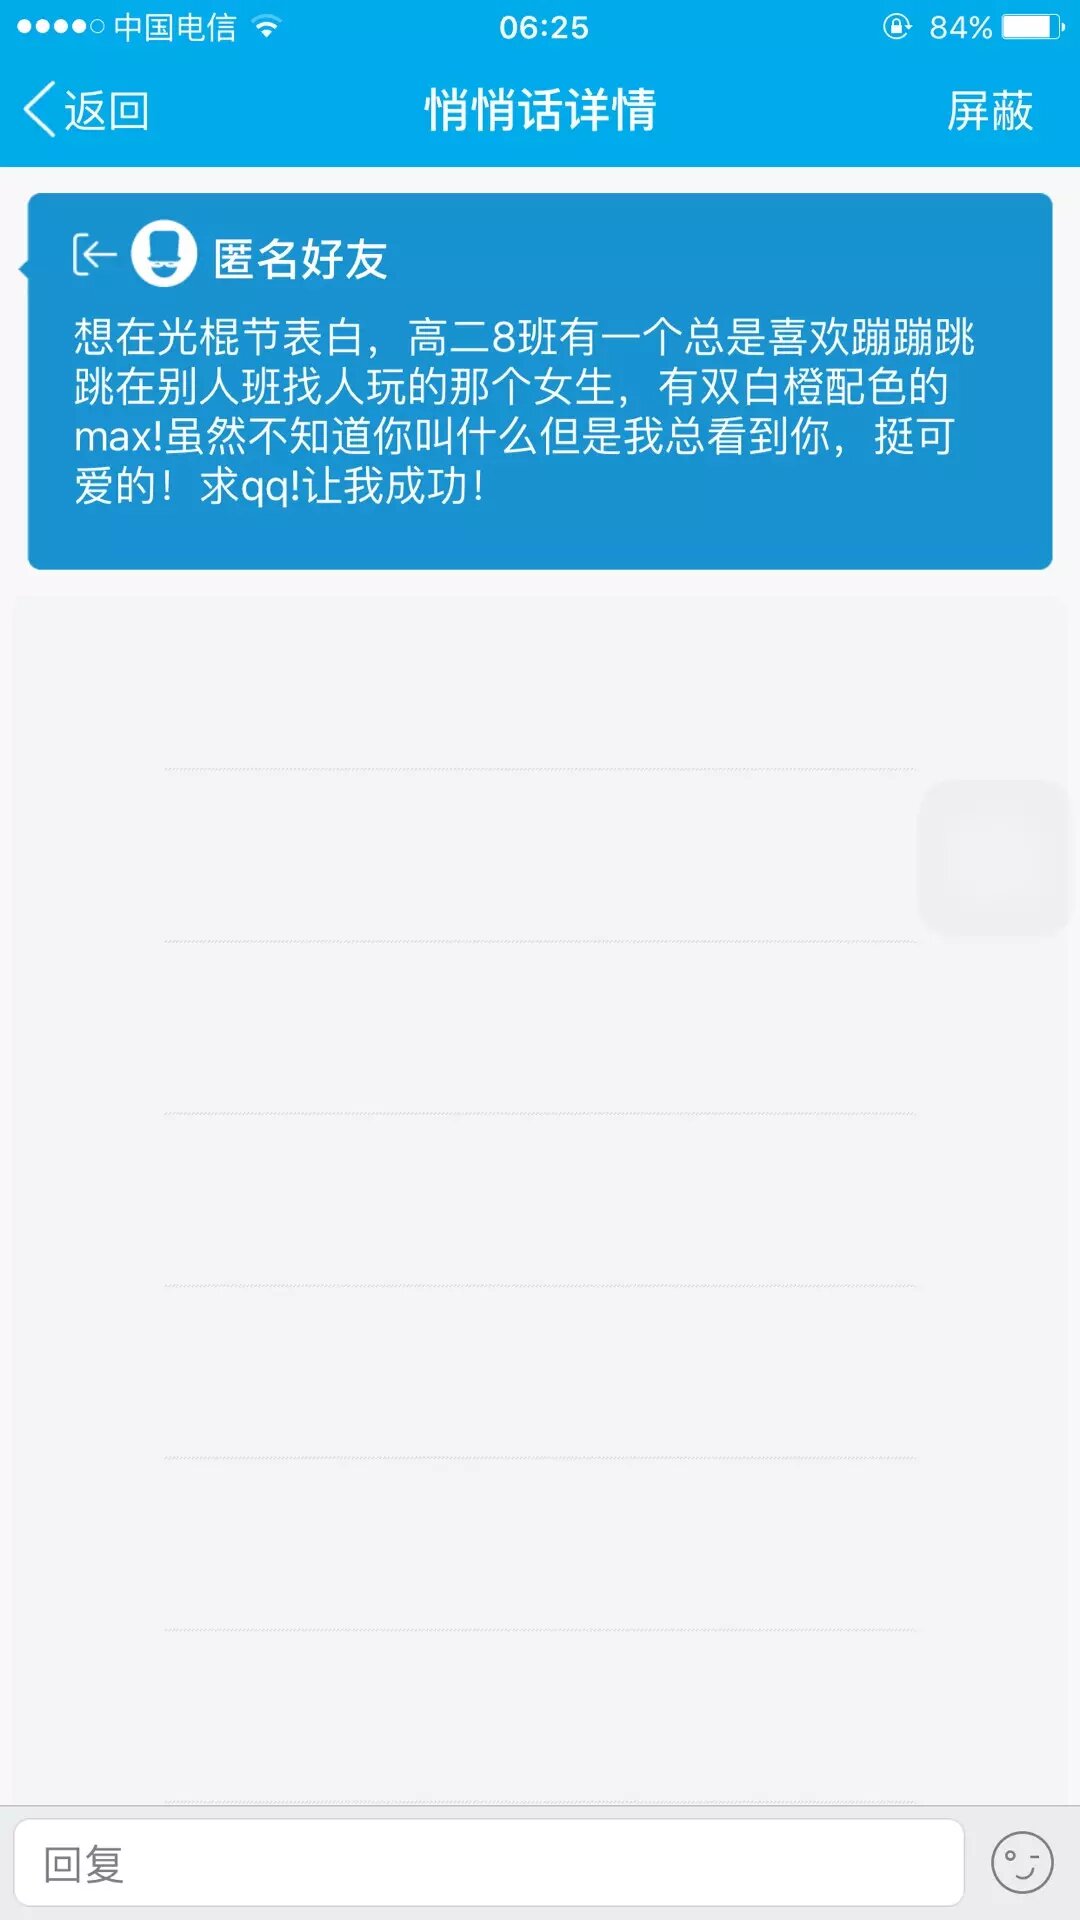 中国电信 06:25 84%
返回 悄悄话详情 屏蔽
匿名好友
想在光棍节表白，高二8班有一个总是喜欢蹦蹦跳
跳在别人班找人玩的那个女生，有双白橙配色的
max!虽然不知道你叫什么但是我总看到你，挺可
爱的！求qq!让我成功！
回复